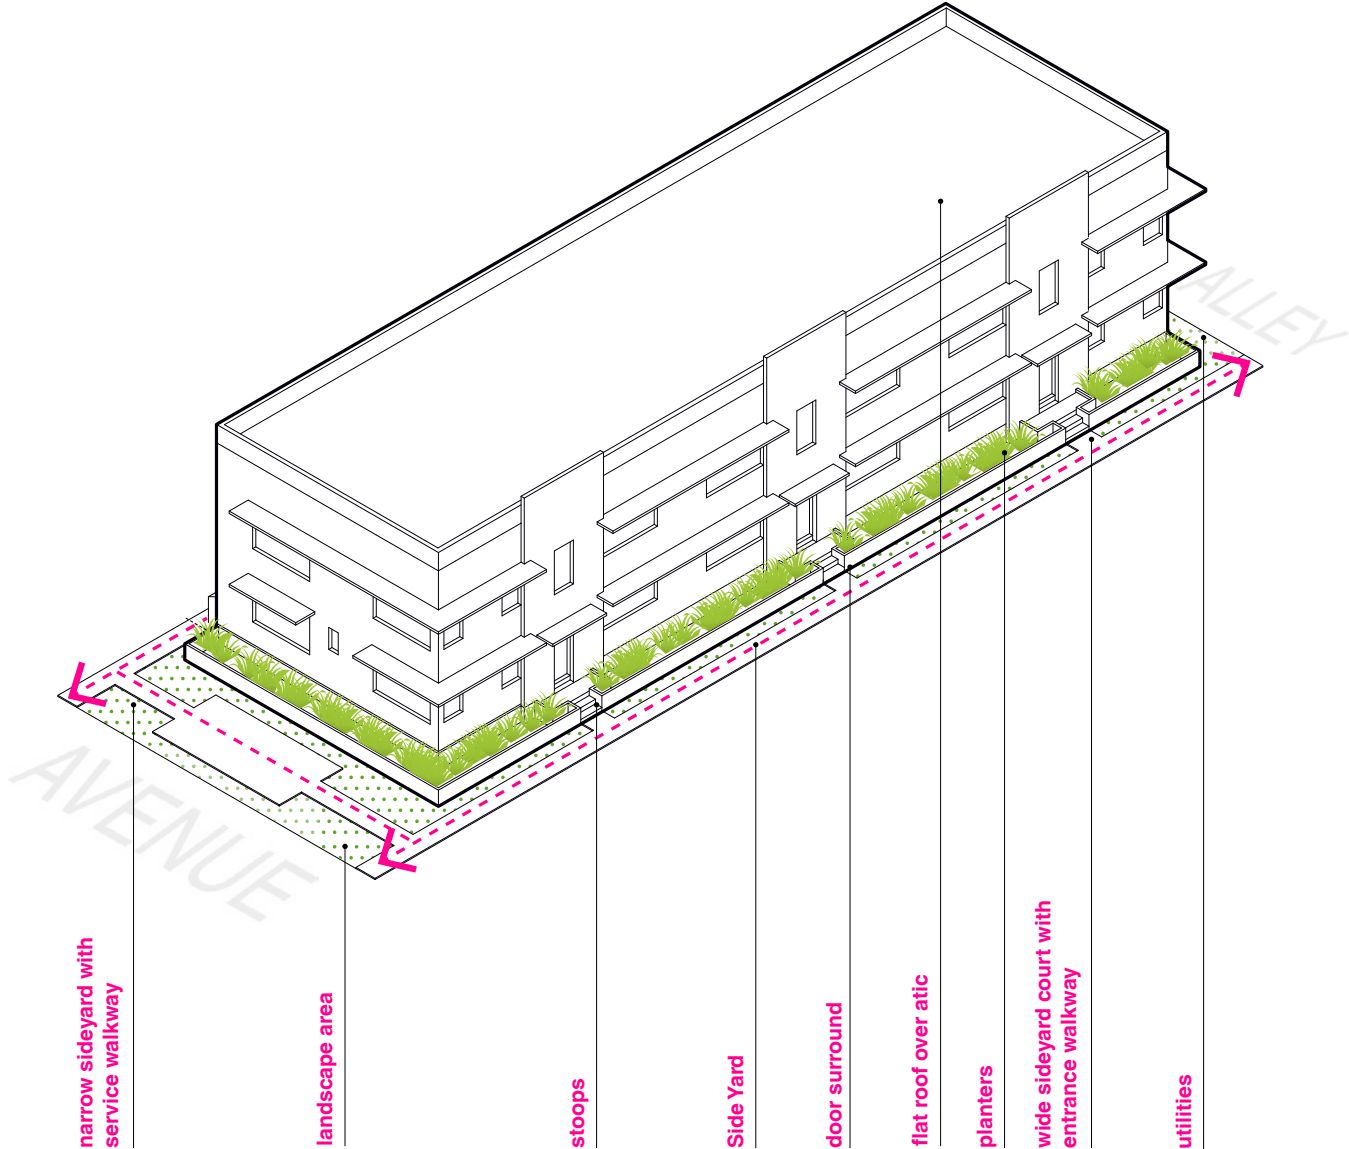 ALLEY
AVENUE
narrow sideyard with
service walkway
landscape area
stoops
Side Yard
door surround
flat roof over atic
planters
wide sideyard court with
entrance walkway
utilities